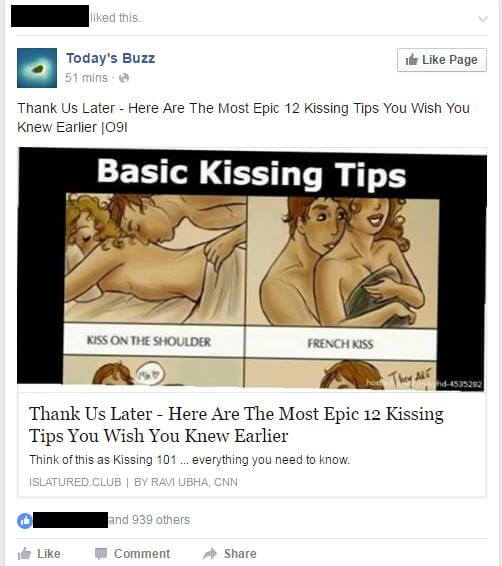 liked this.
Today's Buzz
Like Page
51 mins ·
Thank Us Later - Here Are The Most Epic 12 Kissing Tips You Wish You
Knew Earlier |O9I
Basic Kissing Tips
KISS ON THE SHOULDER
FRENCH KISS
They ARE
hd-4535282
Thank Us Later - Here Are The Most Epic 12 Kissing
Tips You Wish You Knew Earlier
Think of this as Kissing 101 ... everything you need to know.
ISLATURED.CLUB | BY RAVI UBHA, CNN
and 939 others
Like Comment Share